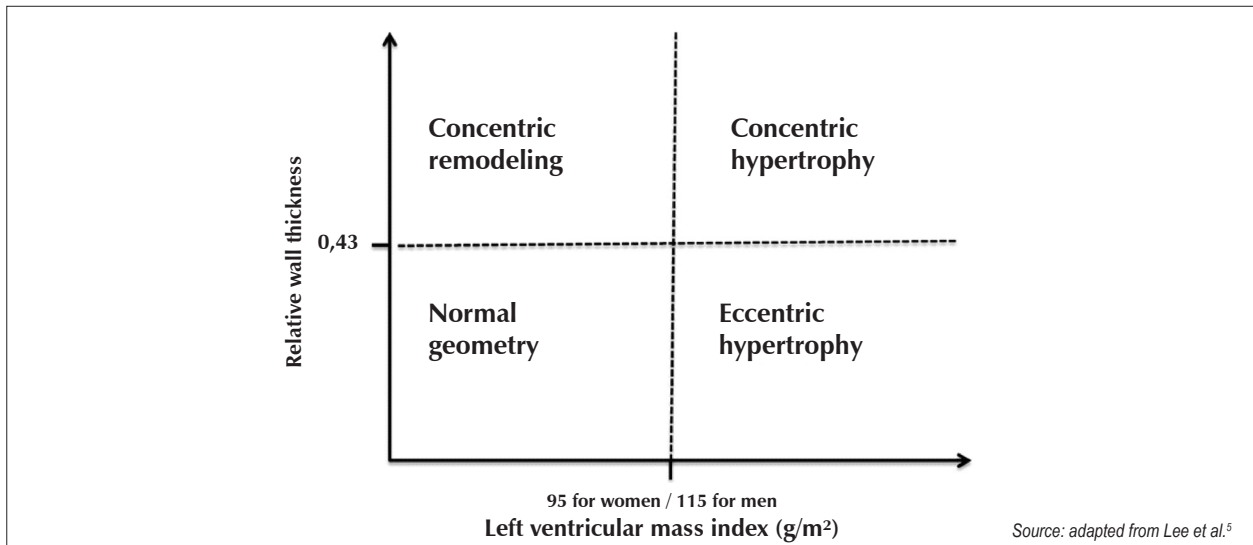 Concentric
remodeling
Concentric
hypertrophy
Relative wall thickness
0,43
Normal
geometry
Eccentric
hypertrophy
95 for women / 115 for men
Left ventricular mass index (g/m²)
Source: adapted from Lee et al.⁵